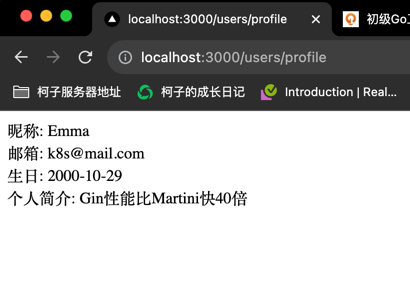 localhost:3000/users/profile
初级Go工
localhost:3000/users/profile
柯子服务器地址
柯子的成长日记
Introduction | Real...
昵称: Emma
邮箱: k8s@mail.com
生日: 2000-10-29
个人简介: Gin性能比Martini快40倍